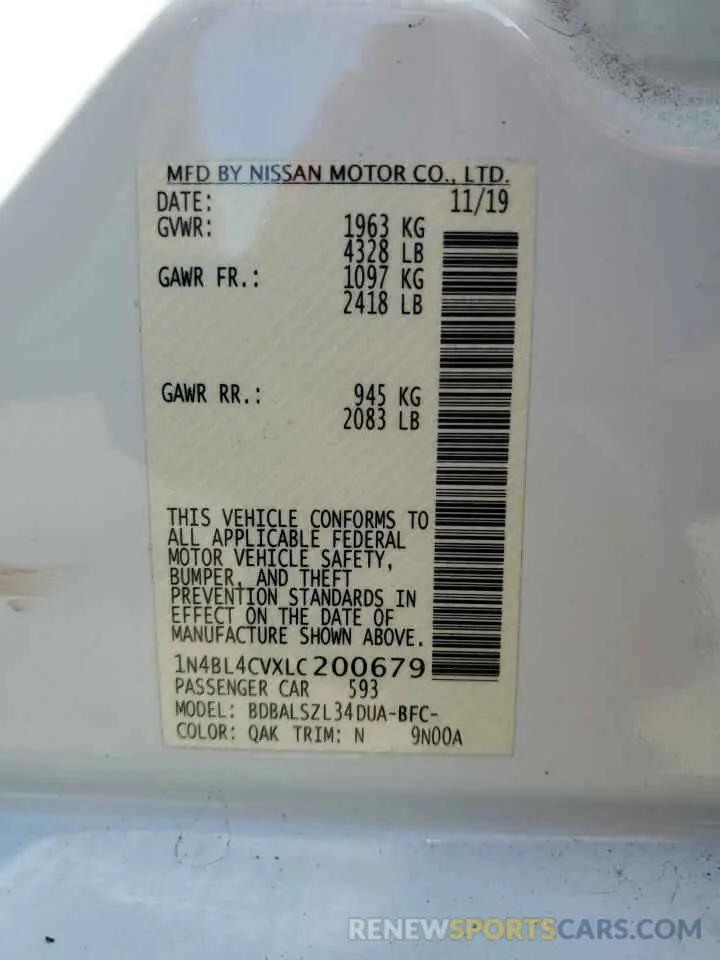 MFD BY NISSAN MOTOR CO., LTD.
DATE: 11/19
GVWR: 1963 KG
4328 LB
GAWR FR.: 1097 KG
2418 LB
GAWR RR.: 945 KG
2083 LB
THIS VEHICLE CONFORMS TO
ALL APPLICABLE FEDERAL
MOTOR VEHICLE SAFETY,
BUMPER, AND THEFT
PREVENTION STANDARDS IN
EFFECT ON THE DATE OF
MANUFACTURE SHOWN ABOVE.
1N4BL4CVXLC200679
PASSENGER CAR 593
MODEL: BDBALSZL34DUA-BFC-
COLOR: QAK TRIM: N 9N00A
RENEWSPORTSCARS.COM